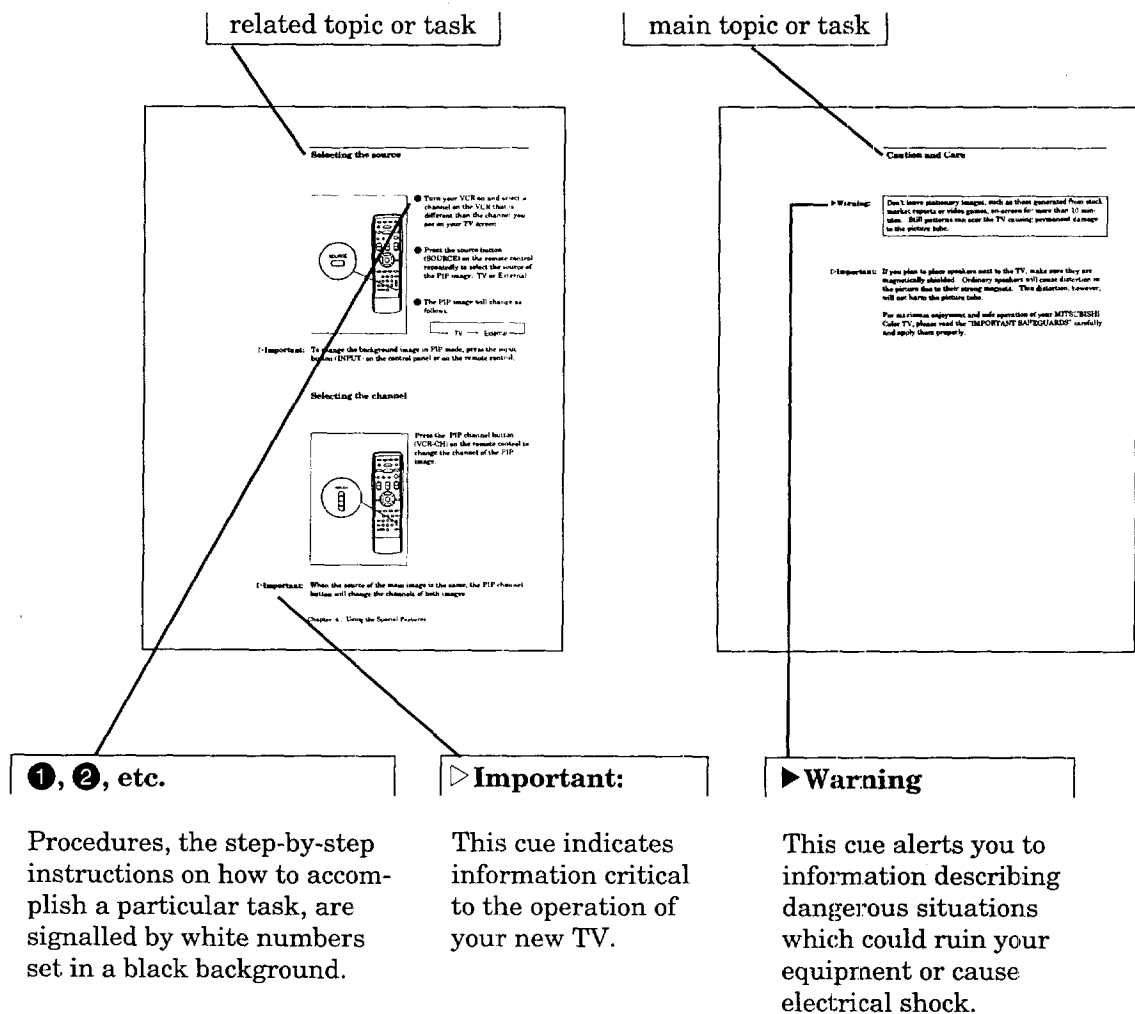 related topic or task
main topic or task
Selecting the source
Turn your VCR on and select a
channel on the VCR that is
different than the channel you
see on your TV screen
SOURCE
Press the source button
(SOURCE) on the remote control
repeatedly to select the source of
the PIP image: TV or External
The PIP image will change as
follows.
TV → External
▷Important: To change the background image in PIP mode, press the input
button (INPUT) on the control panel or on the remote control.
Selecting the channel
Press the PIP channel button
(VCR-CH) on the remote control to
change the channel of the PIP
image.
▷Important: When the source of the main image is the same, the PIP channel
button will change the channels of both images
Chapter 4: Using the Special Features
Caution and Care
▶Warning: Don't leave stationary images, such as those generated from stock
market reports or video games, on-screen for more than 10 min-
utes. Still patterns can scar the TV causing permanent damage
to the picture tube.
▷Important: If you plan to place speakers next to the TV, make sure they are
magnetically shielded. Ordinary speakers will cause distortion in
the picture due to their strong magnets. This distortion, however,
will not harm the picture tube.
For maximum enjoyment and safe operation of your MITSUBISHI
Color TV, please read the "IMPORTANT SAFEGUARDS" carefully
and apply them properly.
❶, ❷, etc.
Procedures, the step-by-step
instructions on how to accom-
plish a particular task, are
signalled by white numbers
set in a black background.
▷Important:
This cue indicates
information critical
to the operation of
your new TV.
▶Warning
This cue alerts you to
information describing
dangerous situations
which could ruin your
equipment or cause
electrical shock.